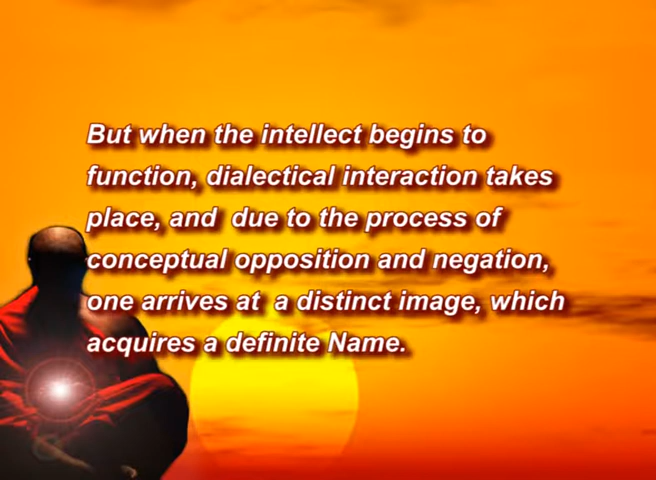 But when the intellect begins to
function, dialectical interaction takes
place, and  due to the process of
conceptual opposition and negation,
one arrives at  a distinct image, which
acquires a definite Name.